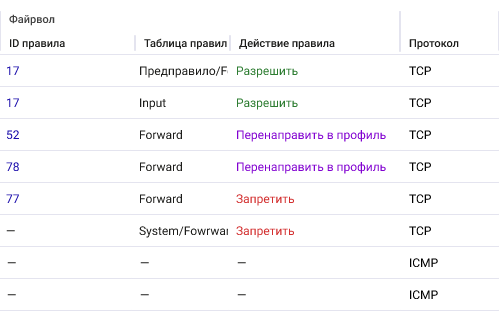 Файрвол
ID правила Таблица правил Действие правила Протокол
17 Предправило/F Разрешить TCP
17 Input Разрешить TCP
52 Forward Перенаправить в профиль TCP
78 Forward Перенаправить в профиль TCP
77 Forward Запретить TCP
— System/Fowrwar Запретить TCP
— — — ICMP
— — — ICMP